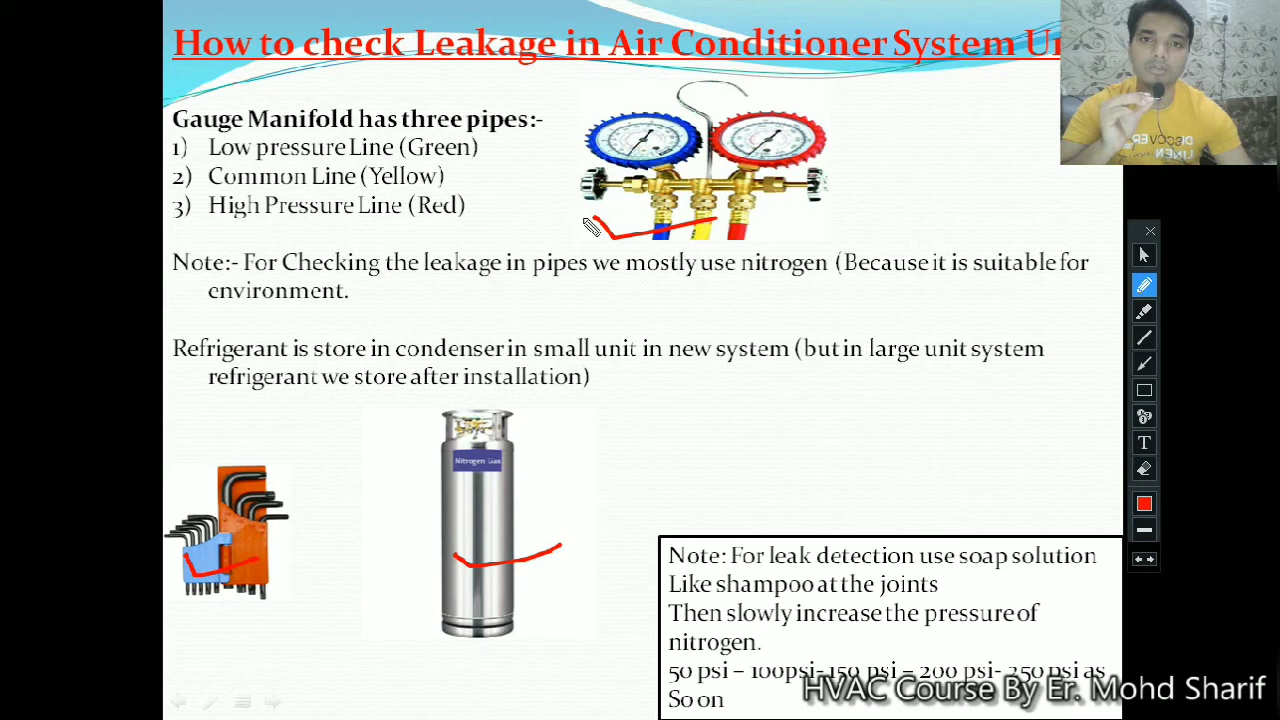 How to check Leakage in Air Conditioner System
Gauge Manifold has three pipes:-
1) Low pressure Line (Green)
2) Common Line (Yellow)
3) High Pressure Line (Red)
Note:- For Checking the leakage in pipes we mostly use nitrogen (Because it is suitable for
environment.
Refrigerant is store in condenser in small unit in new system (but in large unit system
refrigerant we store after installation)
Nitrogen Gas
Note: For leak detection use soap solution
Like shampoo at the joints
Then slowly increase the pressure of
nitrogen.
50 psi – 100psi- 150 psi – 200 psi- 250 psi as
So on
HVAC Course By Er. Mohd Sharif
DISCOVER
LINEN
T